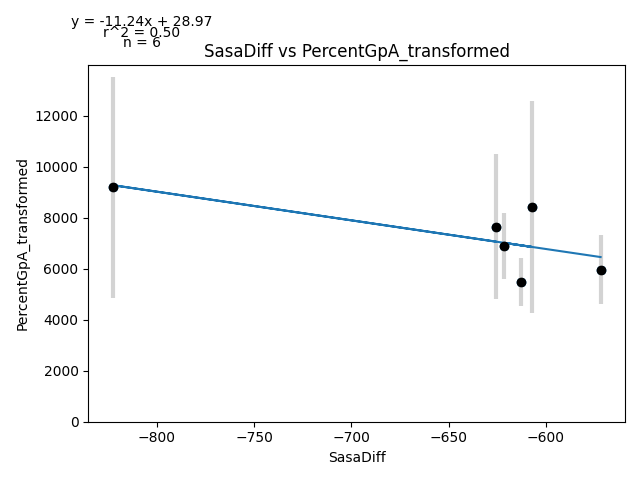 y = -11.24x + 28.97
r^2 = 0.50
n = 6
SasaDiff vs PercentGpA_transformed
PercentGpA_transformed
12000
10000
8000
6000
4000
2000
0
−800
−750
−700
−650
−600
SasaDiff